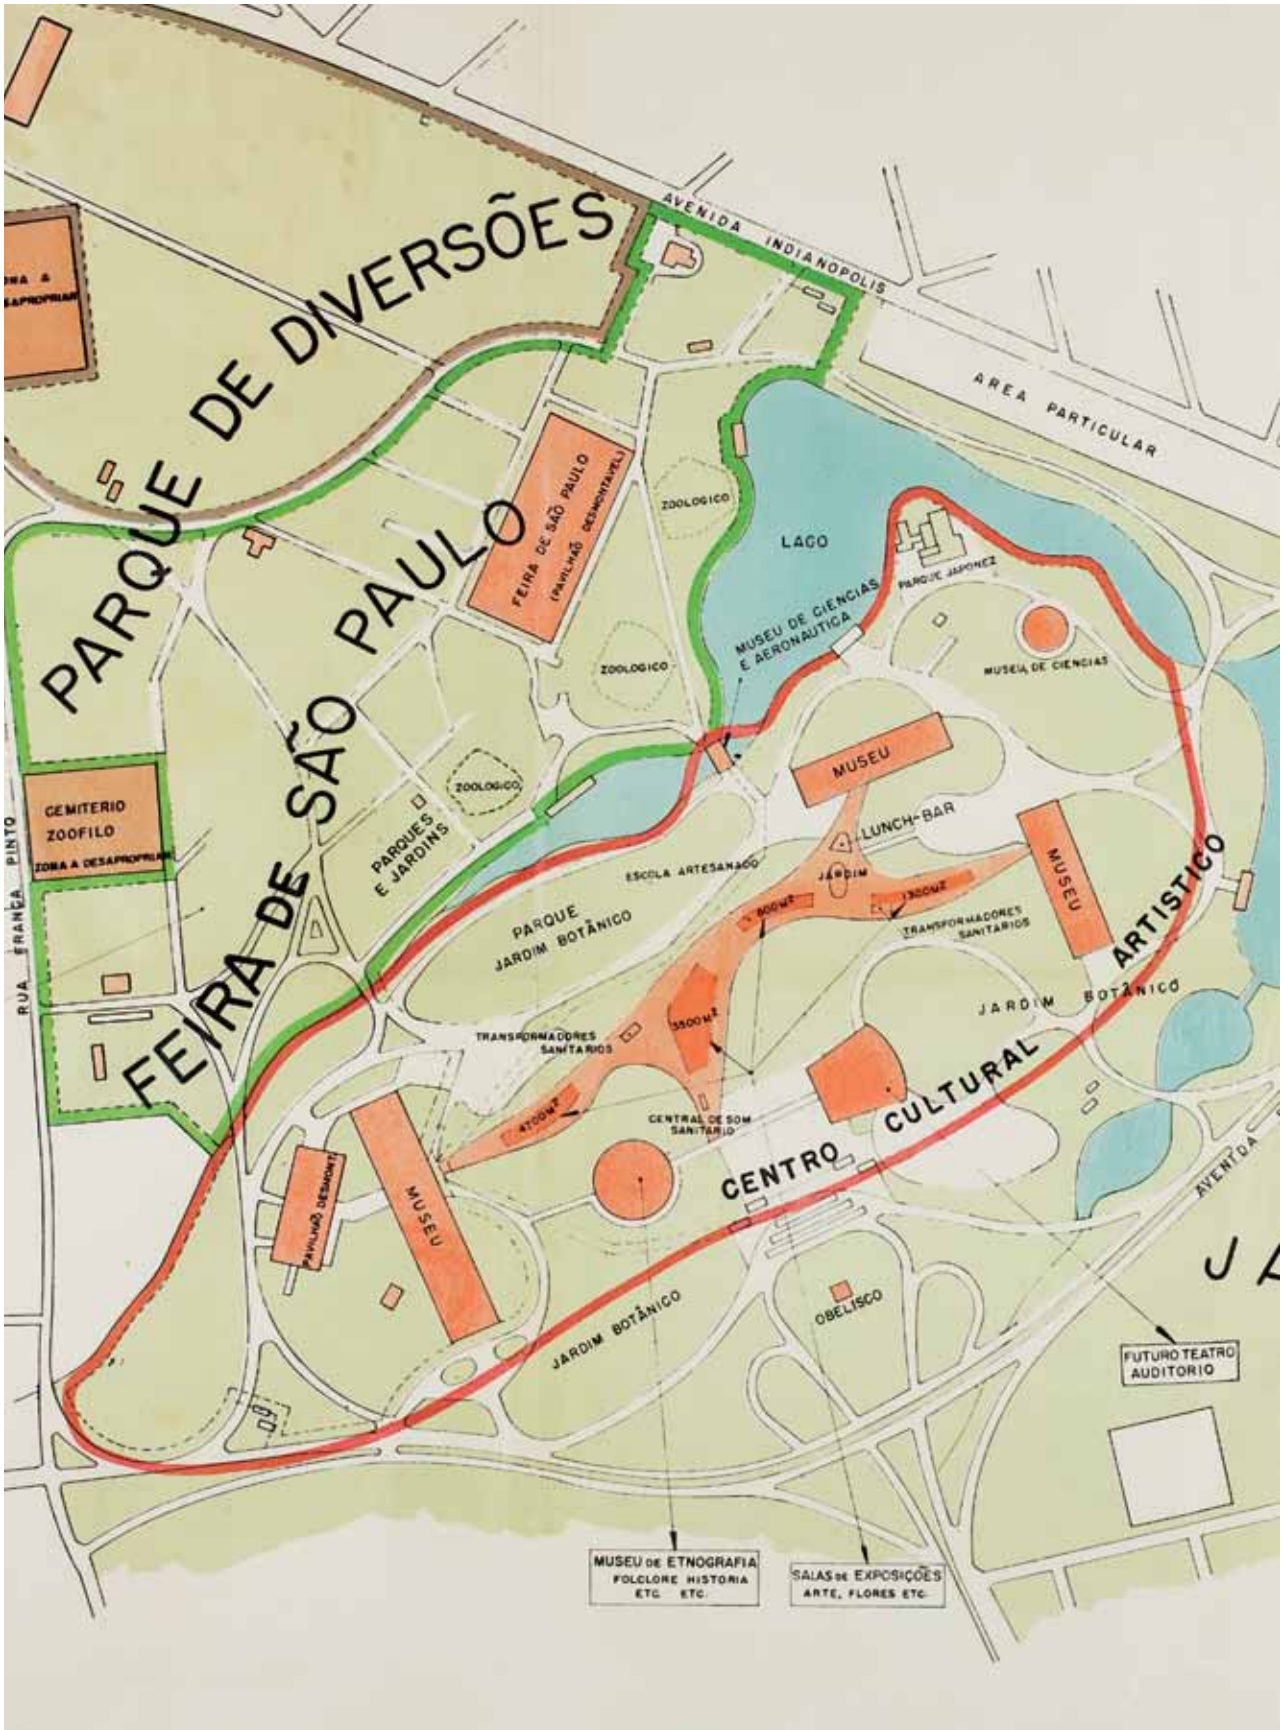 AVENIDA INDIANOPOLIS
PARQUE DE DIVERSÕES
AREA PARTICULAR
FEIRA DE SÃO PAULO
FEIRA DE SÃO PAULO
(PAVILHÃO DESMONTAVEL)
ZOOLOGICO
LAGO
PARQUE JAPONEZ
MUSEU DE CIENCIAS
E AERONAUTICA
MUSEU DE CIENCIAS
ZOOLOGICO
MUSEU
ZOOLOGICO
CEMITERIO
ZOOFILO
ZONA A DESAPROPRIAR
RUA FRANÇA PINTO
PARQUES
E JARDINS
LUNCH-BAR
MUSEU
ESCOLA ARTESANADO
JARDIM
1300M²
800M²
TRANSFORMADORES
SANITARIOS
PARQUE
JARDIM BOTÂNICO
JARDIM BOTÂNICO
3500M²
TRANSFORMADORES
SANITARIOS
CENTRO CULTURAL ARTISTICO
4700M²
CENTRAL DE SOM
SANITARIO
AVENIDA
PAVILHÃO DESMONT.
MUSEU
JARDIM BOTÂNICO
OBELISCO
FUTURO TEATRO
AUDITORIO
MUSEU DE ETNOGRAFIA
FOLCLORE HISTORIA
ETC. ETC.
SALAS DE EXPOSIÇÕES
ARTE, FLORES ETC.